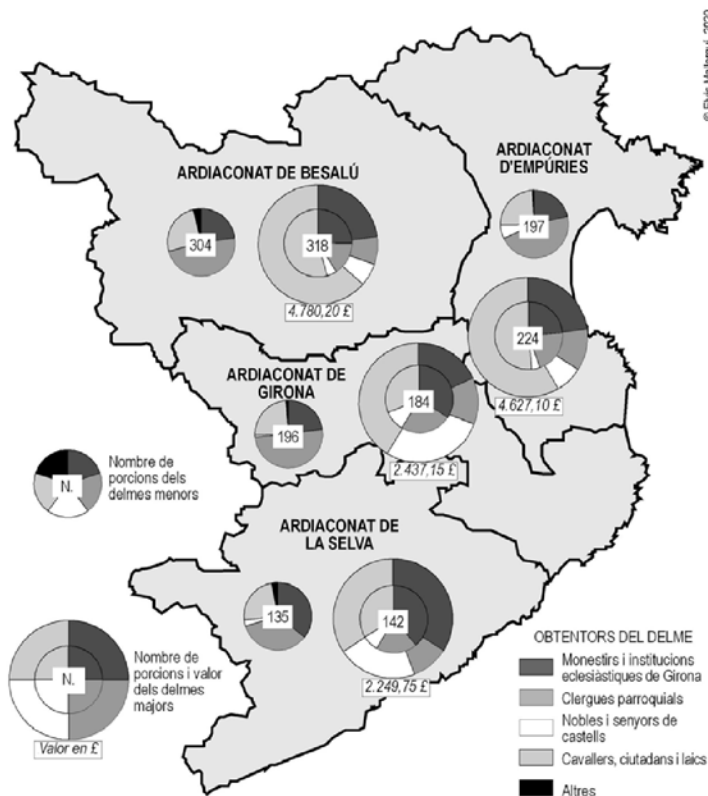 © Elvis Mallorquí, 2020
ARDIACONAT DE BESALÚ
304
318
4.780,20 £
ARDIACONAT
D'EMPÚRIES
197
224
4.627,10 £
ARDIACONAT DE
GIRONA
196
184
2.437,15 £
ARDIACONAT DE
LA SELVA
135
142
2.249,75 £
N.
Nombre de
porcions dels
delmes menors
N.
Valor en £
Nombre de
porcions i valor
dels delmes
majors
OBTENTORS DEL DELME
Monestirs i institucions
eclesiàstiques de Girona
Clergues parroquials
Nobles i senyors de
castells
Cavallers, ciutadans i laics
Altres